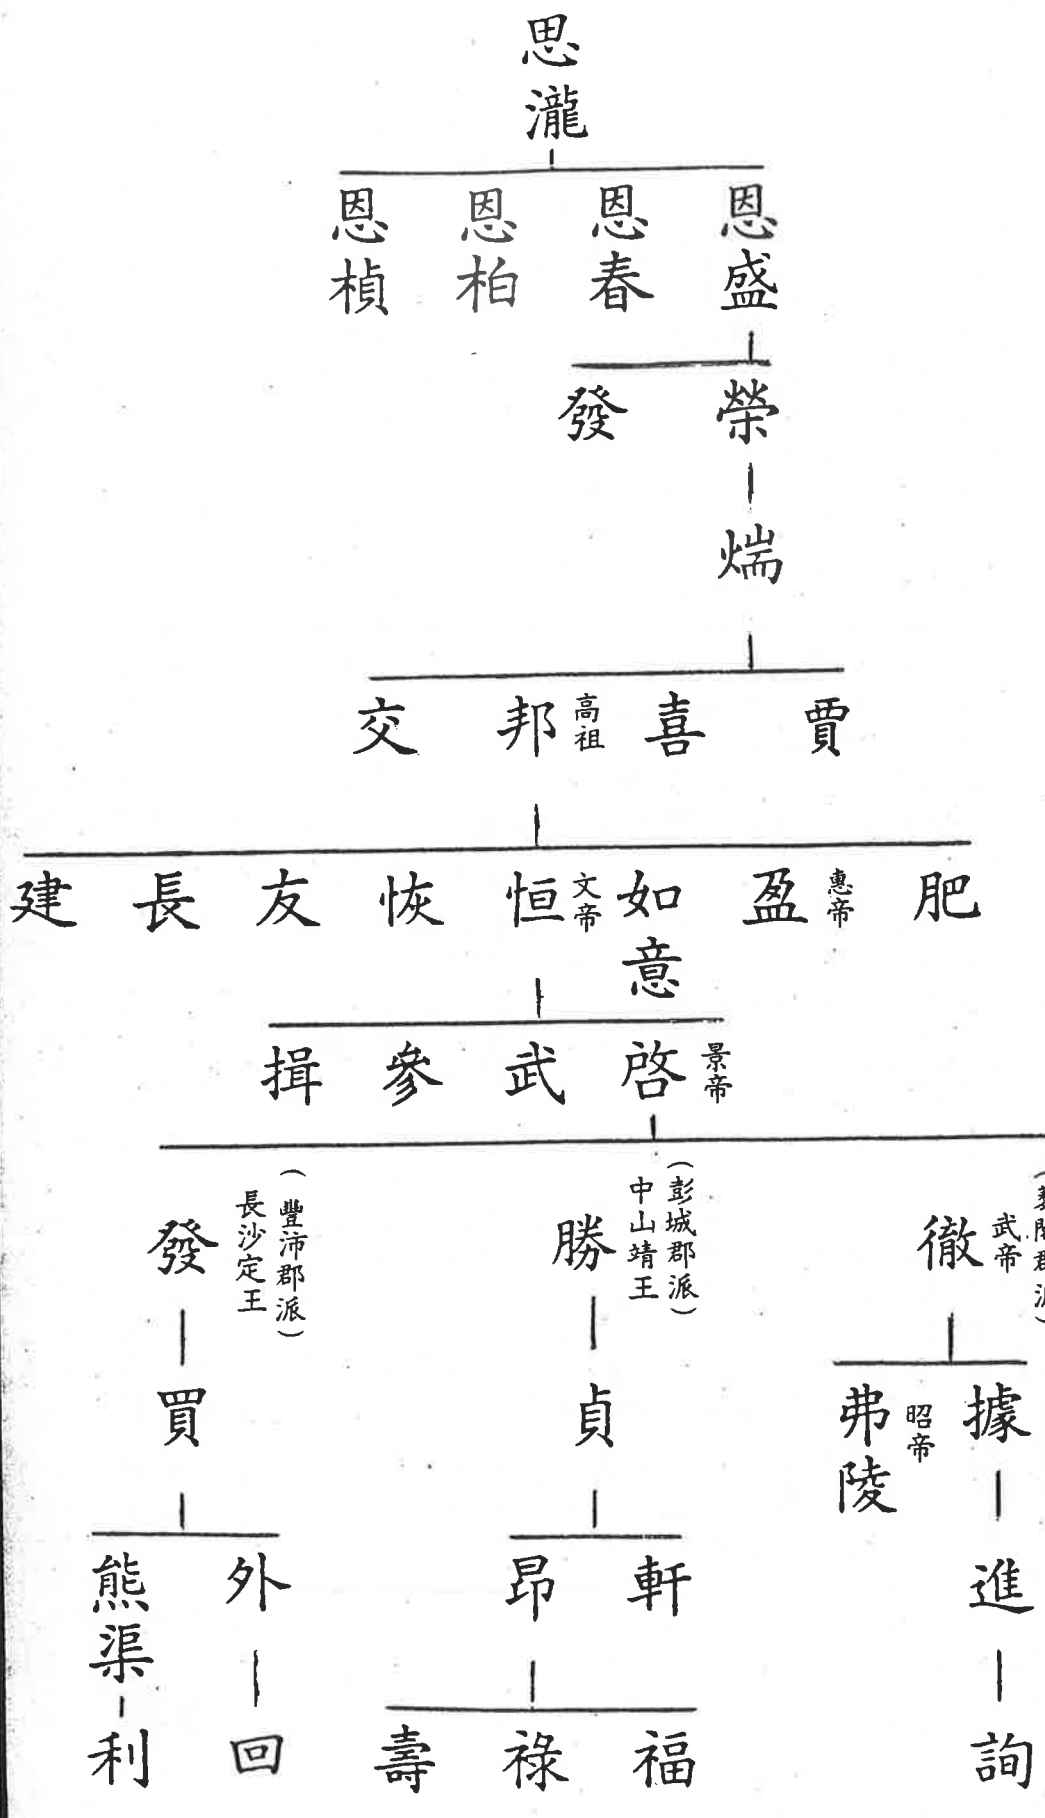 思瀧
恩盛
恩春
恩柏
恩楨
榮
發
煓
賈
喜
邦 高祖
交
肥
盈 惠帝
如意
恒 文帝
恢
友
長
建
啓 景帝
武
參
揖
徹 武帝
勝 (彭城郡派) 中山靖王
發 (豐沛郡派) 長沙定王
據
弗陵 昭帝
貞
買
進
軒
昂
外
熊渠
詢
福
祿
壽
回
利